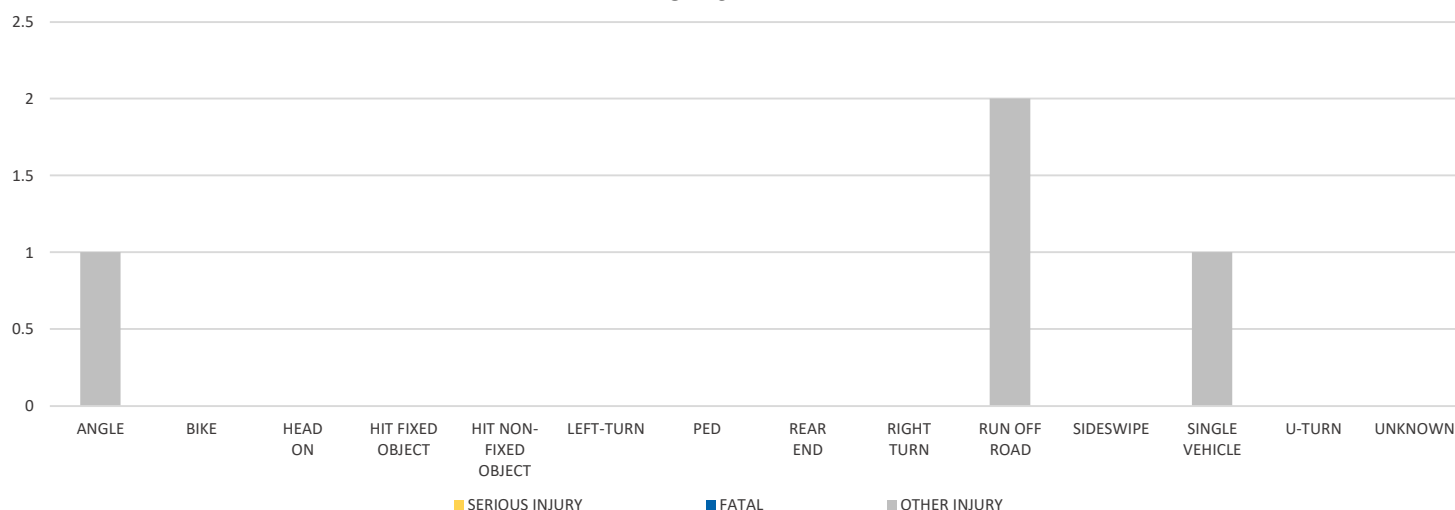 2.5
2
1.5
1
0.5
0
ANGLE
BIKE
HEAD
ON
HIT FIXED
OBJECT
HIT NON-
FIXED
OBJECT
LEFT-TURN
PED
REAR
END
RIGHT
TURN
RUN OFF
ROAD
SIDESWIPE
SINGLE
VEHICLE
U-TURN
UNKNOWN
SERIOUS INJURY
FATAL
OTHER INJURY